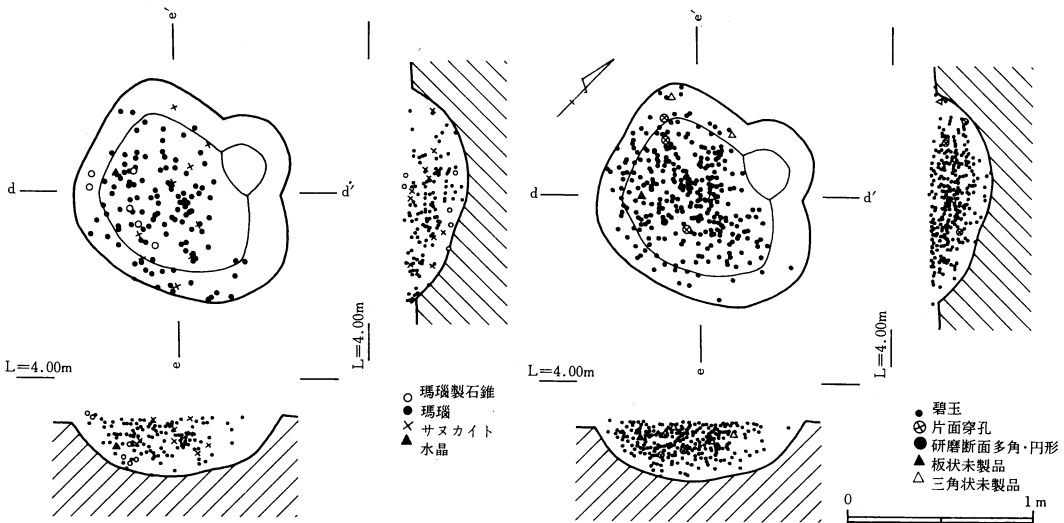 e′
d
d′
e
L=4.00m
L=4.00m
○ 瑪瑙製石錐
● 瑪瑙
× サヌカイト
▲ 水晶
e′
d
d′
e
L=4.00m
L=4.00m
● 碧玉
⊗ 片面穿孔
● 研磨断面多角・円形
▲ 板状未製品
△ 三角状未製品
0 1m